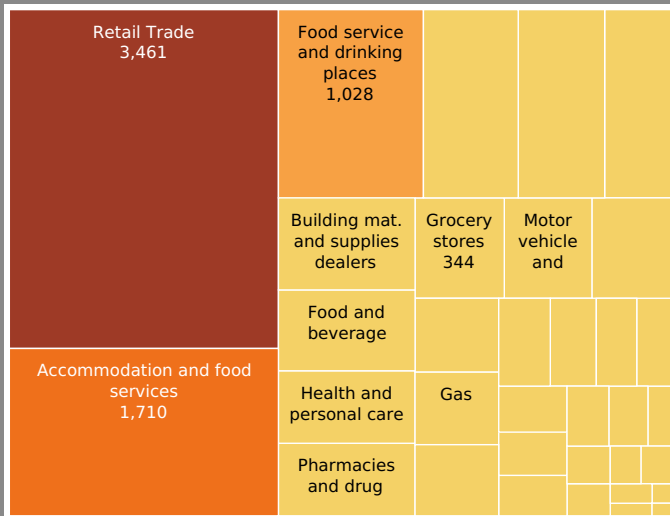 Retail Trade
3,461
Accommodation and food
services
1,710
Food service
and drinking
places
1,028
Building mat.
and supplies
dealers
Food and
beverage
Health and
personal care
Pharmacies
and drug
Grocery
stores
344
Motor
vehicle
and
Gas